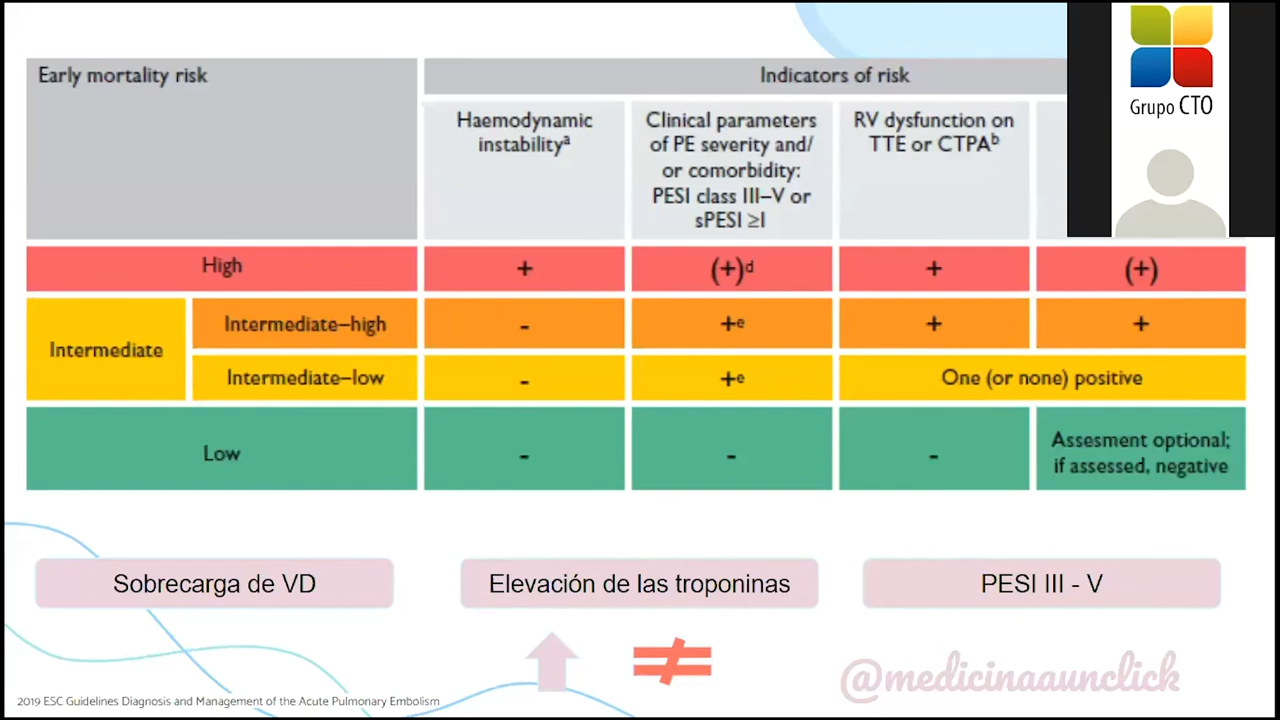 Early mortality risk
Indicators of risk
Haemodynamic
instabilityᵃ
Clinical parameters
of PE severity and/
or comorbidity:
PESI class III–V or
sPESI ≥I
RV dysfunction on
TTE or CTPAᵇ
Grupo CTO
High
+
(+)ᵈ
+
(+)
Intermediate
Intermediate–high
-
+ᵉ
+
+
Intermediate–low
-
+ᵉ
One (or none) positive
Low
-
-
-
Assesment optional;
if assessed, negative
Sobrecarga de VD
Elevación de las troponinas
PESI III - V
≠
@medicinaaunclick
2019 ESC Guidelines Diagnosis and Management of the Acute Pulmonary Embolism